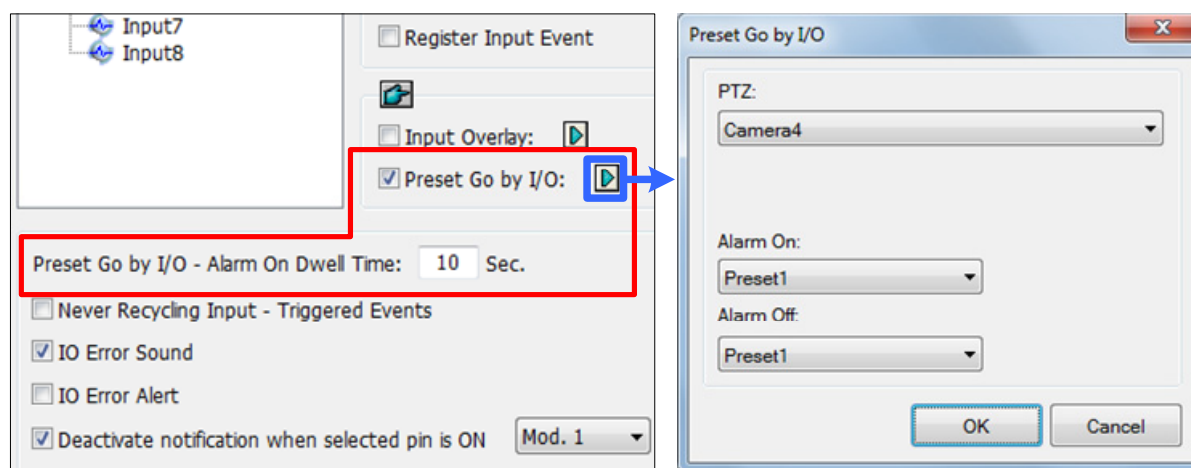 Input7
Input8
Register Input Event
Input Overlay:
Preset Go by I/O:
Preset Go by I/O - Alarm On Dwell Time: 10 Sec.
Never Recycling Input - Triggered Events
IO Error Sound
IO Error Alert
Deactivate notification when selected pin is ON Mod. 1
Preset Go by I/O
PTZ:
Camera4
Alarm On:
Preset1
Alarm Off:
Preset1
OK Cancel